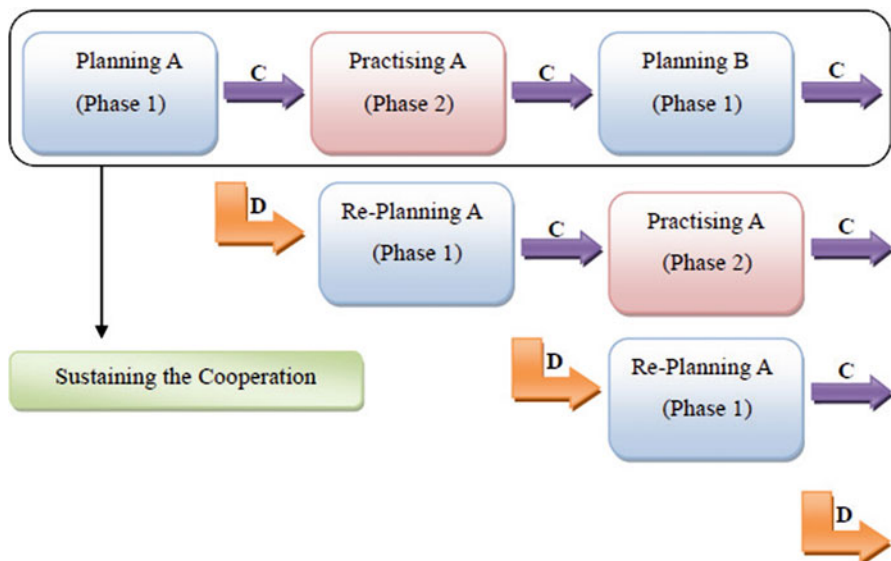 Planning A
(Phase 1)
C
Practising A
(Phase 2)
C
Planning B
(Phase 1)
C
D
Re-Planning A
(Phase 1)
C
Practising A
(Phase 2)
C
Sustaining the Cooperation
D
Re-Planning A
(Phase 1)
C
D